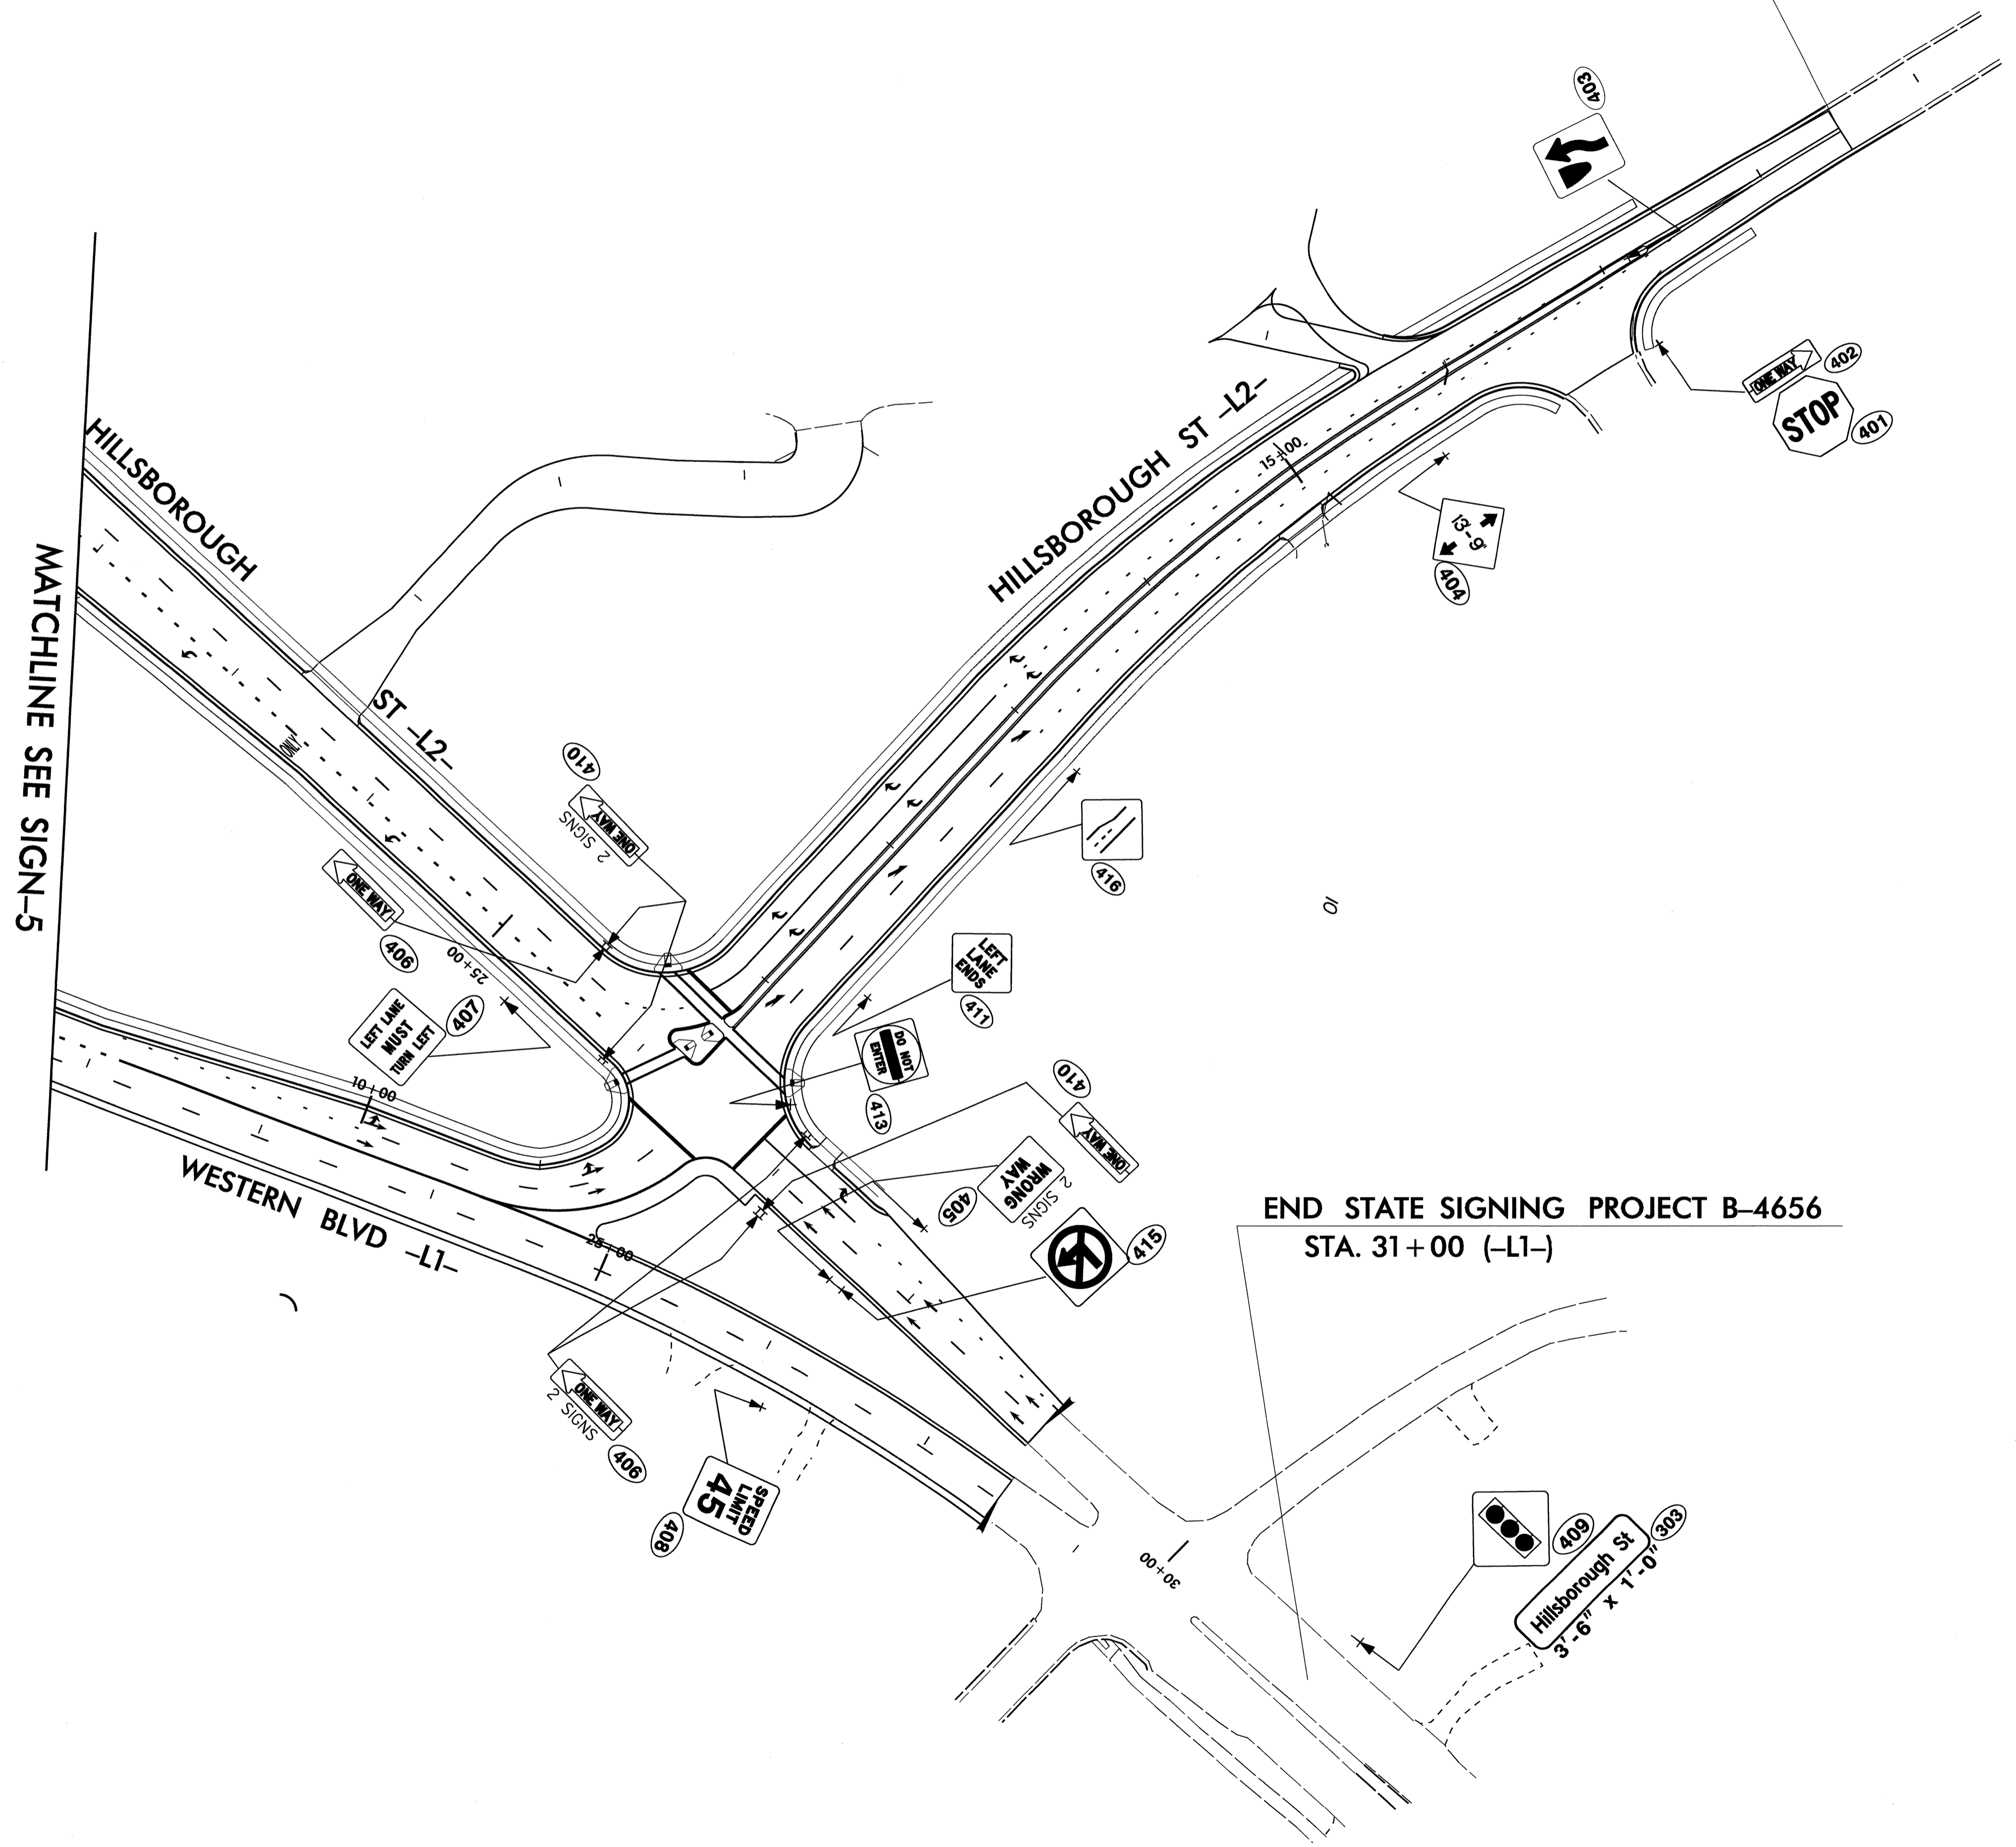 403
ONE WAY
402
STOP
401
HILLSBOROUGH ST -L2-
15+00
13'-9"
404
HILLSBOROUGH
ST -L2-
MATCHLINE SEE SIGN-5
ONLY
410
ONE WAY
2 SIGNS
416
ONE WAY
406
25+00
LEFT
LANE
ENDS
411
LEFT LANE
MUST
TURN LEFT
407
DO NOT
ENTER
413
10+00
410
ONE WAY
WRONG
WAY
2 SIGNS
405
415
WESTERN BLVD -L1-
25+00
END STATE SIGNING PROJECT B-4656
STA. 31+00 (-L1-)
ONE WAY
2 SIGNS
406
SPEED
LIMIT
45
408
30+00
409
Hillsborough St
303
3'-6" x 1'-0"
10